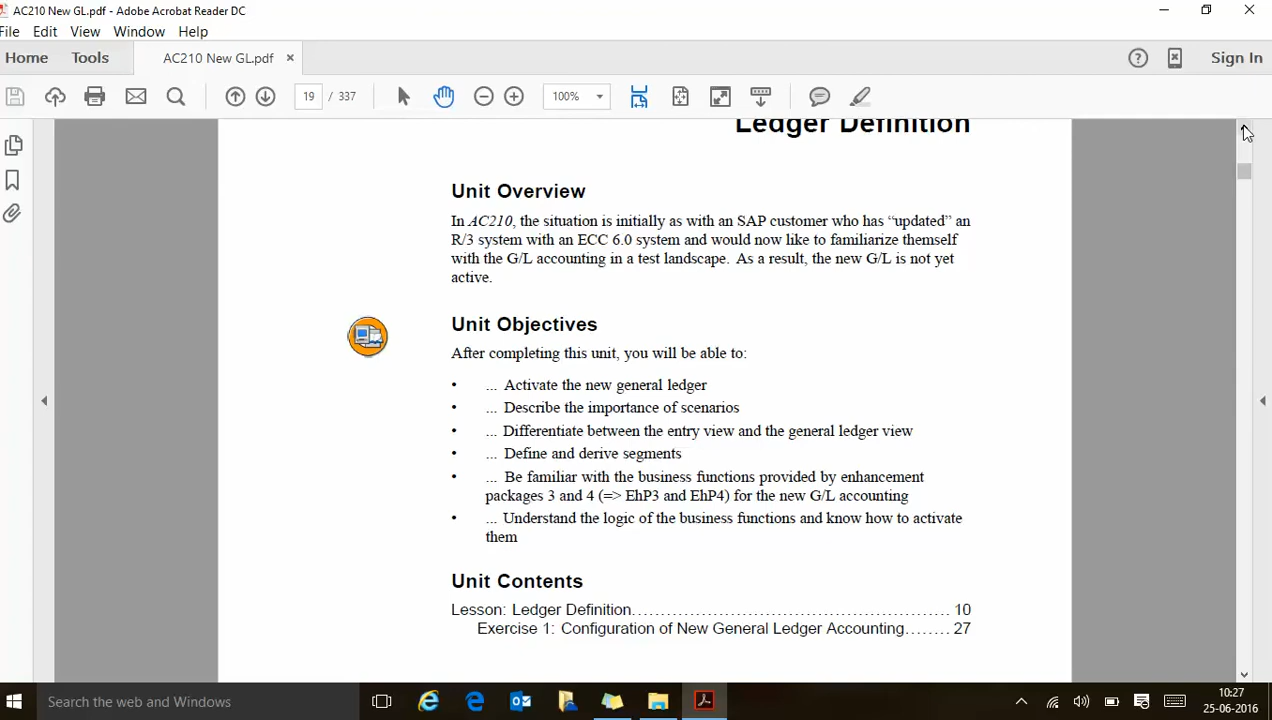 AC210 New GL.pdf - Adobe Acrobat Reader DC
File Edit View Window Help
Home Tools AC210 New GL.pdf × Sign In
19 / 337 100%
Ledger Definition
Unit Overview
In AC210, the situation is initially as with an SAP customer who has “updated” an
R/3 system with an ECC 6.0 system and would now like to familiarize themself
with the G/L accounting in a test landscape. As a result, the new G/L is not yet
active.
Unit Objectives
After completing this unit, you will be able to:
• ... Activate the new general ledger
• ... Describe the importance of scenarios
• ... Differentiate between the entry view and the general ledger view
• ... Define and derive segments
• ... Be familiar with the business functions provided by enhancement
packages 3 and 4 (=> EhP3 and EhP4) for the new G/L accounting
• ... Understand the logic of the business functions and know how to activate
them
Unit Contents
Lesson: Ledger Definition.................................................... 10
Exercise 1: Configuration of New General Ledger Accounting........ 27
Search the web and Windows
10:27
25-06-2016